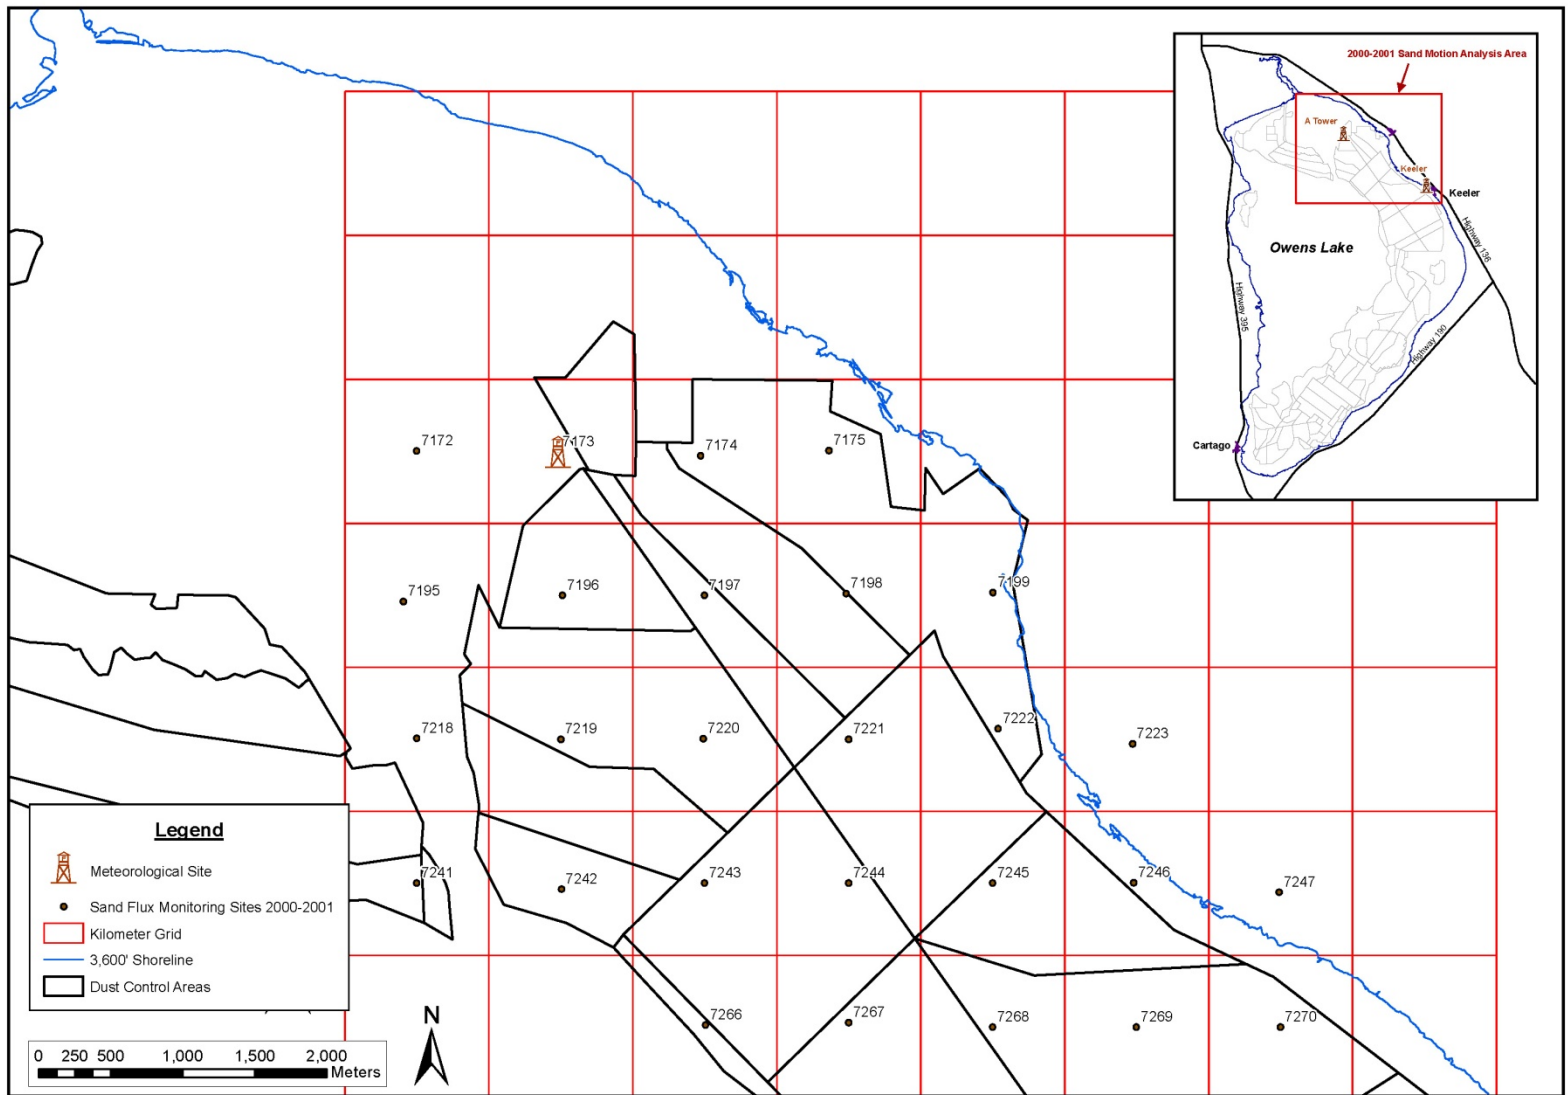 2000-2001 Sand Motion Analysis Area
A Tower
Keeler
Keeler
Highway 136
Owens Lake
Highway 395
Highway 190
Cartago
7172
7173
7174
7175
7195
7196
7197
7198
7199
7218
7219
7220
7221
7222
7223
7241
7242
7243
7244
7245
7246
7247
7266
7267
7268
7269
7270
Legend
Meteorological Site
Sand Flux Monitoring Sites 2000-2001
Kilometer Grid
3,600' Shoreline
Dust Control Areas
N
0 250 500 1,000 1,500 2,000
Meters